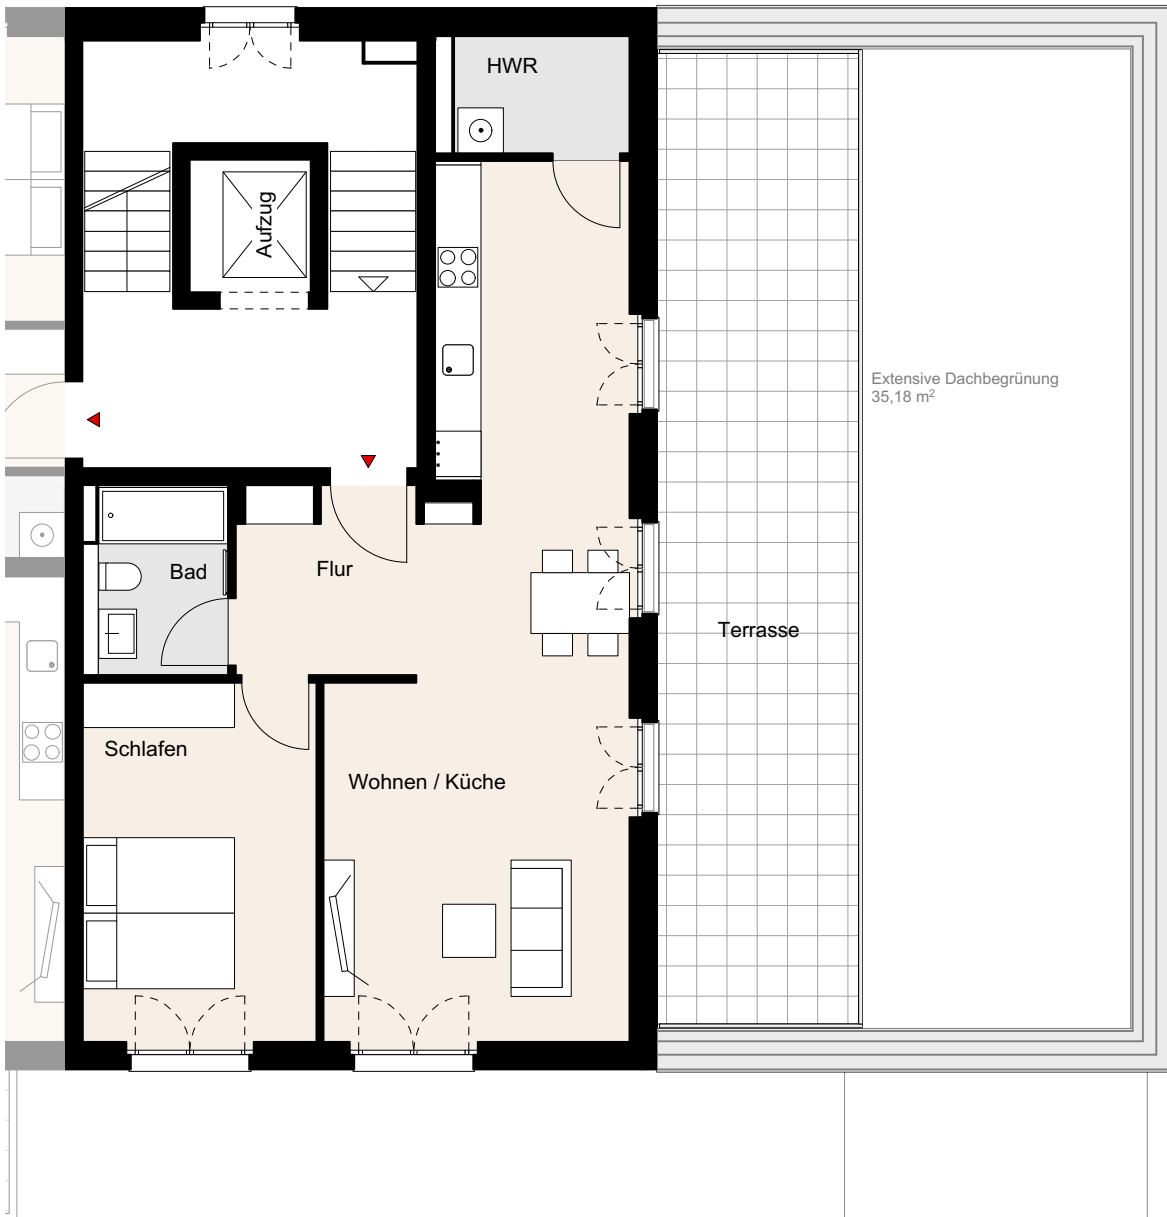 HWR
Aufzug
Extensive Dachbegrünung
35,18 m²
Bad
Flur
Terrasse
Schlafen
Wohnen / Küche